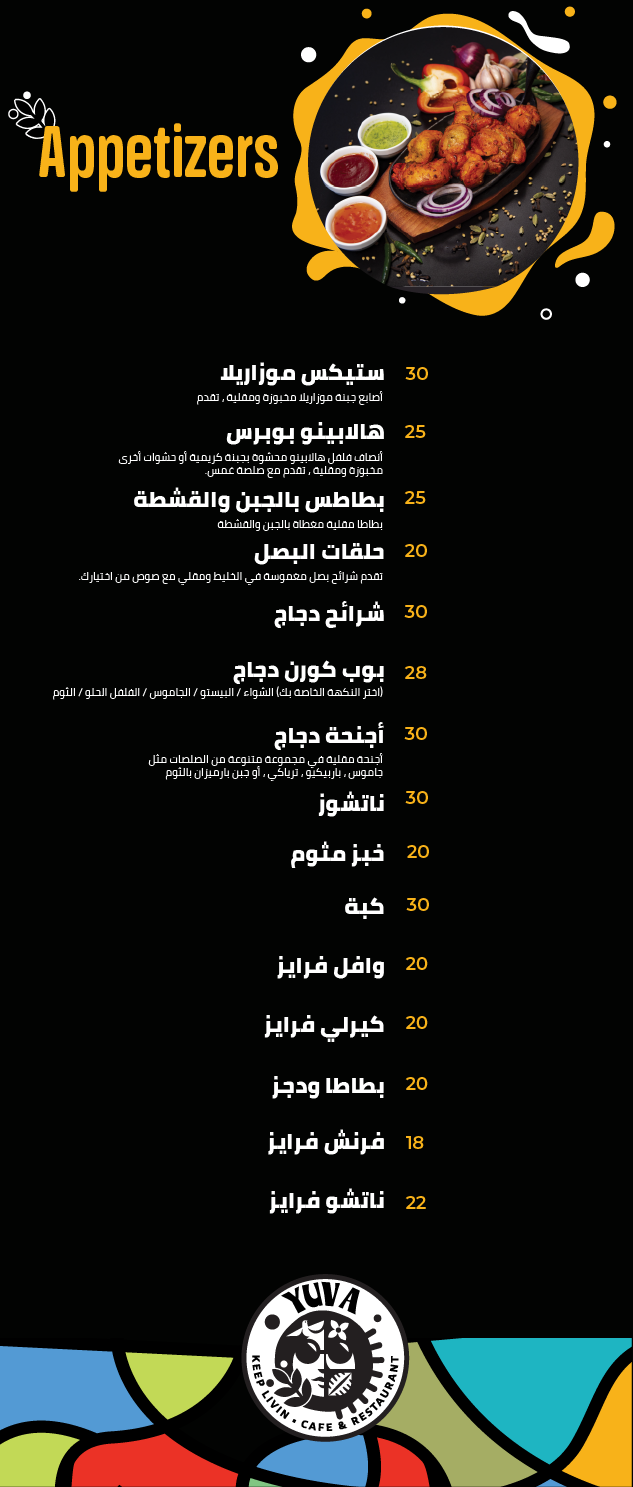 Appetizers
ستيكس موزاريلا 30
أصابع جبنة موزاريلا مخبوزة ومقلية , تقدم
هالابينو بوبرس 25
أنصاف فلفل هالابينو محشوة بجبنة كريمية أو حشوات أخرى
مخبوزة ومقلية , تقدم مع صلصة غمس.
بطاطس بالجبن والقشطة 25
بطاطا مقلية مغطاة بالجبن والقشطة
حلقات البصل 20
تقدم شرائح بصل مغموسة في الخليط ومقلي مع صوص من اختيارك.
شرائح دجاج 30
بوب كورن دجاج 28
(اختر النكهة الخاصة بك) الشواء / البيستو / الجاموس / الفلفل الحلو / الثوم
أجنحة دجاج 30
أجنحة مقلية في مجموعة متنوعة من الصلصات مثل
جاموس , باربيكيو , ترياكي , أو جبن بارميزان بالثوم
ناتشوز 30
خبز مثوم 20
كبة 30
وافل فرايز 20
كيرلي فرايز 20
بطاطا ودجز 20
فرنش فرايز 18
ناتشو فرايز 22
YUVA
KEEP LIVIN • CAFE & RESTAURANT